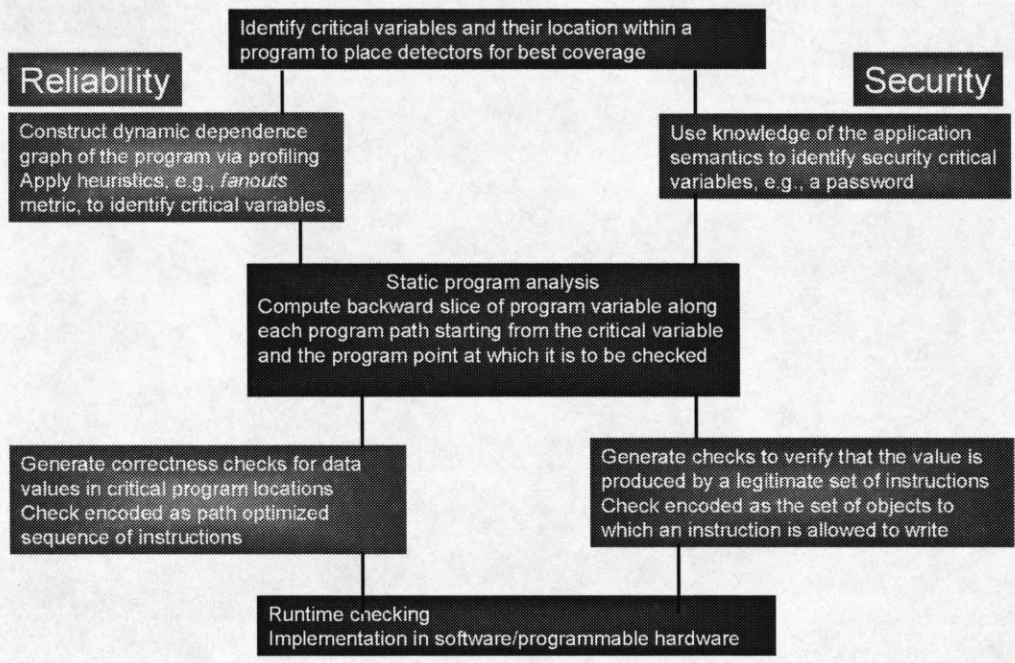 Identify critical variables and their location within a
program to place detectors for best coverage
Reliability
Security
Construct dynamic dependence
graph of the program via profiling
Apply heuristics, e.g., fanouts
metric, to identify critical variables.
Use knowledge of the application
semantics to identify security critical
variables, e.g., a password
Static program analysis
Compute backward slice of program variable along
each program path starting from the critical variable
and the program point at which it is to be checked
Generate correctness checks for data
values in critical program locations
Check encoded as path optimized
sequence of instructions
Generate checks to verify that the value is
produced by a legitimate set of instructions
Check encoded as the set of objects to
which an instruction is allowed to write
Runtime checking
Implementation in software/programmable hardware